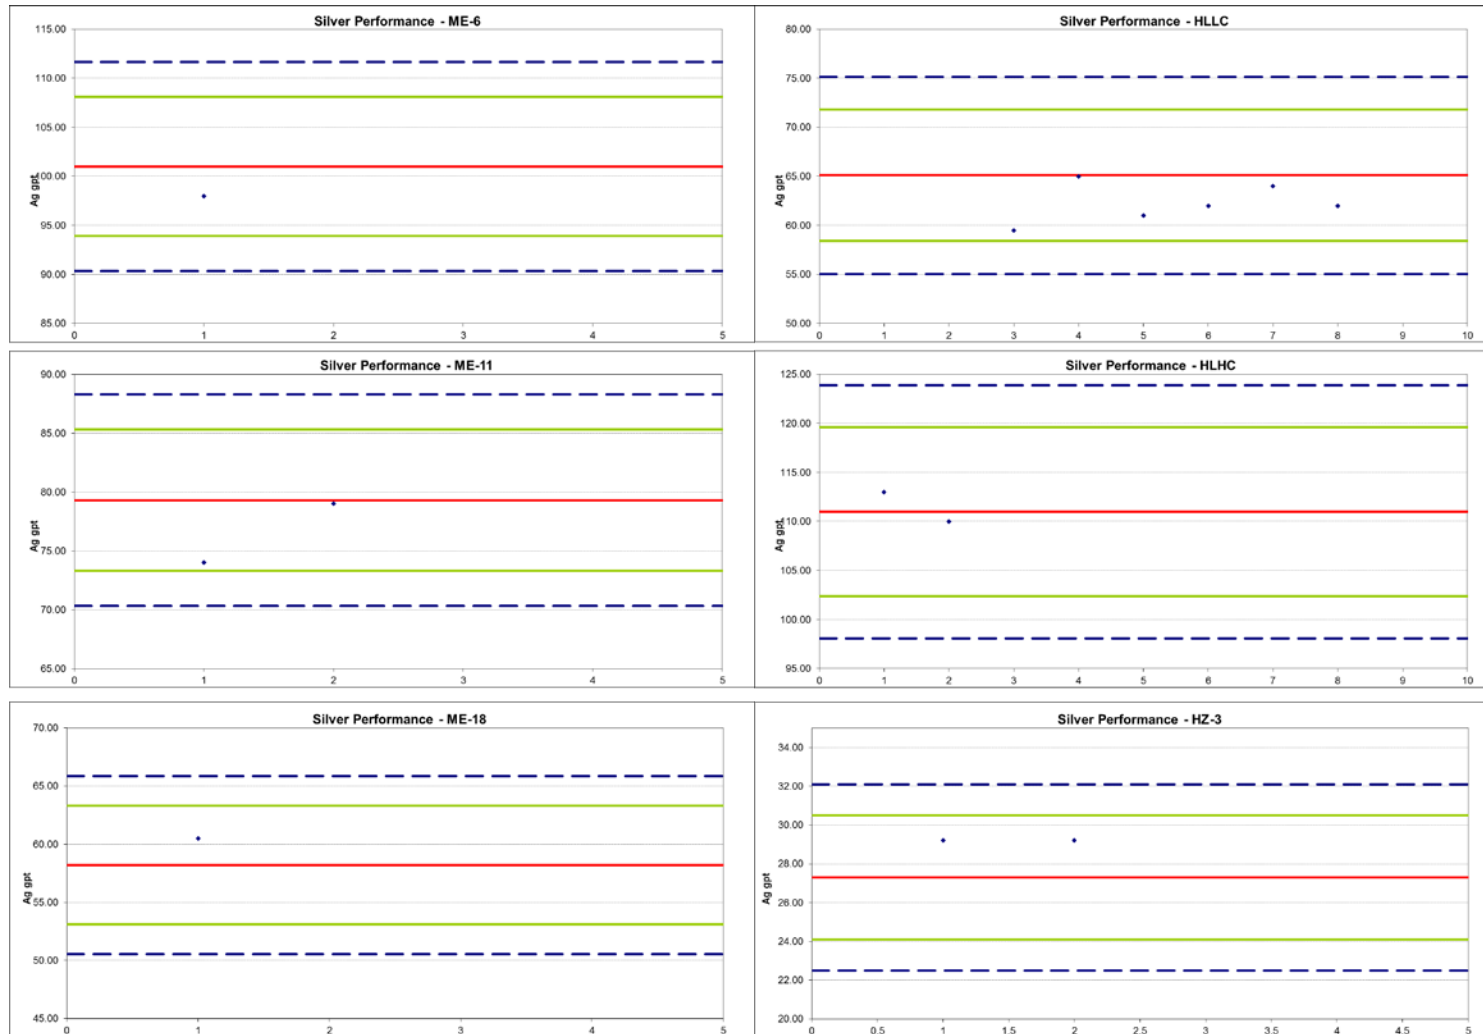 Silver Performance - ME-6
115.00
110.00
105.00
100.00
95.00
90.00
85.00
Ag gpt
0 1 2 3 4 5
Silver Performance - HLLC
80.00
75.00
70.00
65.00
60.00
55.00
50.00
Ag gpt
0 1 2 3 4 5 6 7 8 9 10
Silver Performance - ME-11
90.00
85.00
80.00
75.00
70.00
65.00
Ag gpt
0 1 2 3 4 5
Silver Performance - HLHC
125.00
120.00
115.00
110.00
105.00
100.00
95.00
Ag gpt
0 1 2 3 4 5 6 7 8 9 10
Silver Performance - ME-18
70.00
65.00
60.00
55.00
50.00
45.00
Ag gpt
0 1 2 3 4 5
Silver Performance - HZ-3
34.00
32.00
30.00
28.00
26.00
24.00
22.00
20.00
Ag gpt
0 0.5 1 1.5 2 2.5 3 3.5 4 4.5 5